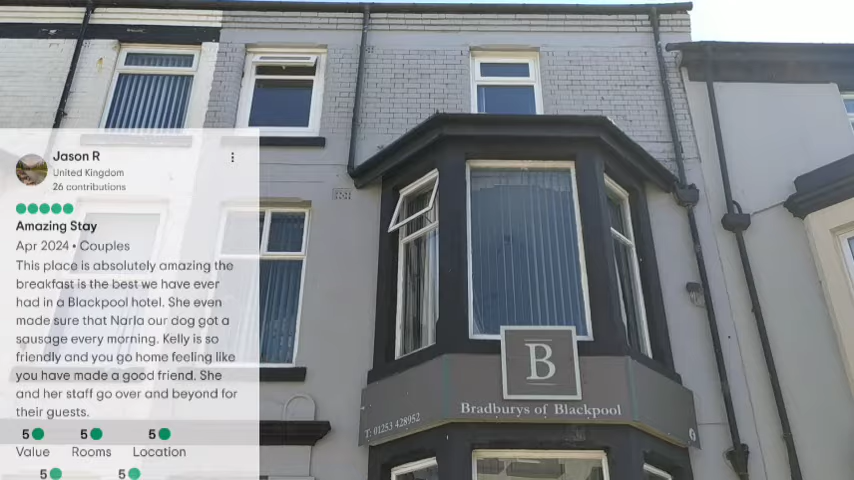 Jason R
United Kingdom
26 contributions
Amazing Stay
Apr 2024 • Couples
This place is absolutely amazing the
breakfast is the best we have ever
had in a Blackpool hotel. She even
made sure that Narla our dog got a
sausage every morning. Kelly is so
friendly and you go home feeling like
you have made a good friend. She
and her staff go over and beyond for
their guests.
5 5 5
Value Rooms Location
5 5
B
Bradburys of Blackpool
T: 01253 428952
6